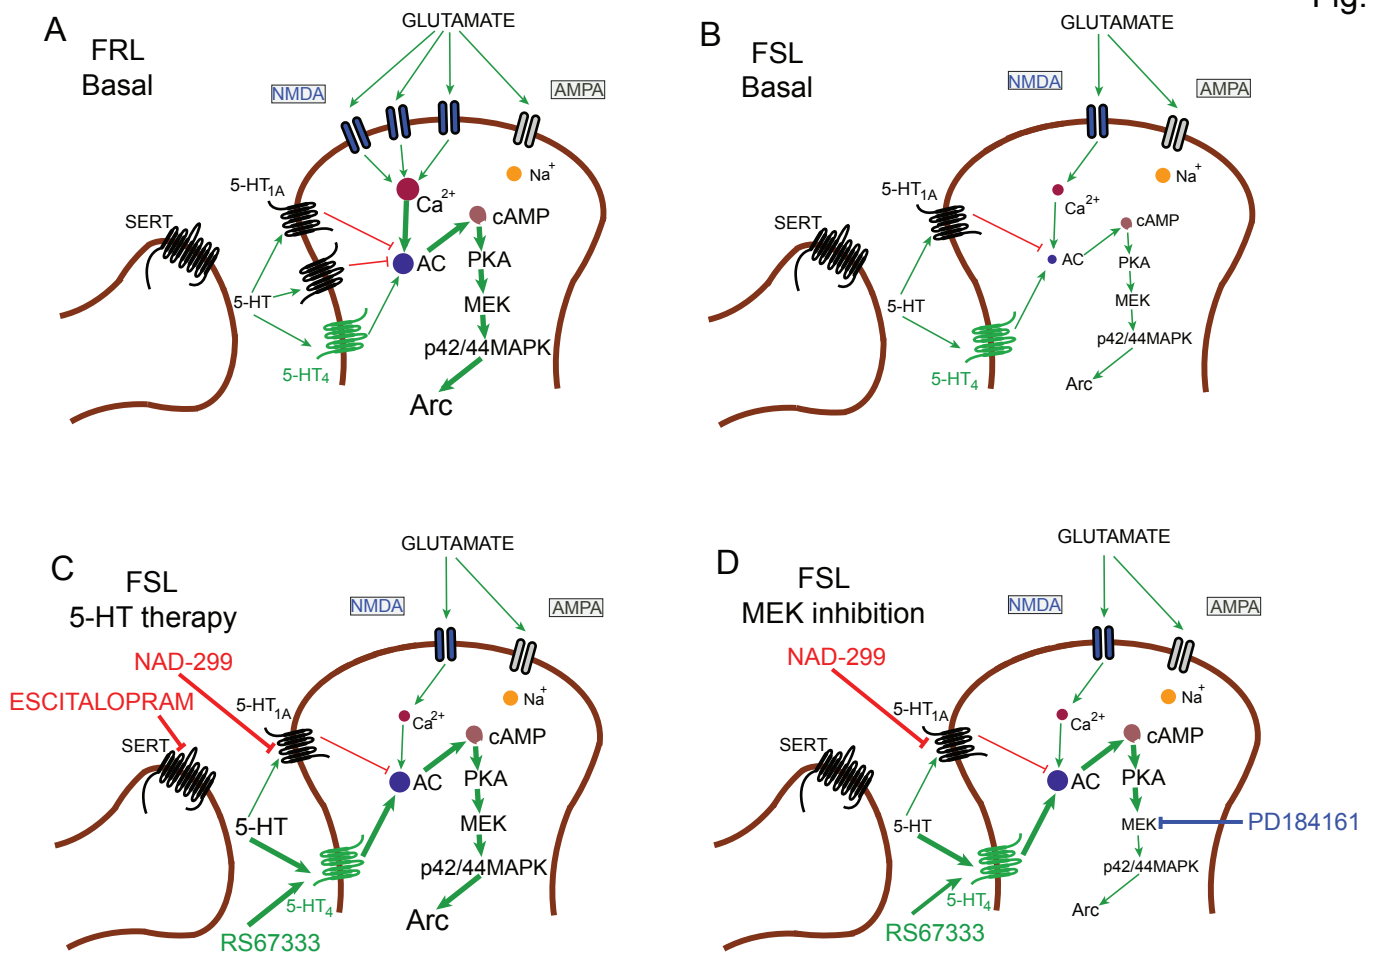 Fig.
A
FRL
Basal
GLUTAMATE
NMDA
AMPA
Na+
5-HT1A
Ca2+
cAMP
SERT
AC
PKA
5-HT
MEK
p42/44MAPK
5-HT4
Arc
B
FSL
Basal
GLUTAMATE
NMDA
AMPA
Na+
5-HT1A
Ca2+
cAMP
SERT
AC
PKA
5-HT
MEK
p42/44MAPK
5-HT4
Arc
C
FSL
5-HT therapy
GLUTAMATE
NMDA
AMPA
NAD-299
ESCITALOPRAM
Na+
5-HT1A
Ca2+
cAMP
SERT
AC
PKA
5-HT
MEK
p42/44MAPK
5-HT4
Arc
RS67333
D
FSL
MEK inhibition
GLUTAMATE
NMDA
AMPA
NAD-299
Na+
5-HT1A
Ca2+
cAMP
SERT
AC
PKA
5-HT
MEK
PD184161
p42/44MAPK
5-HT4
Arc
RS67333